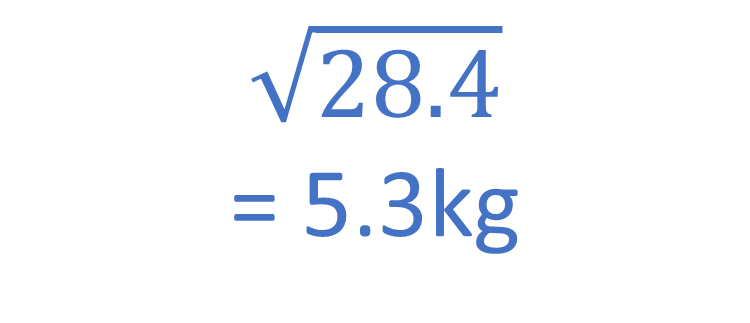 √28.4
= 5.3kg